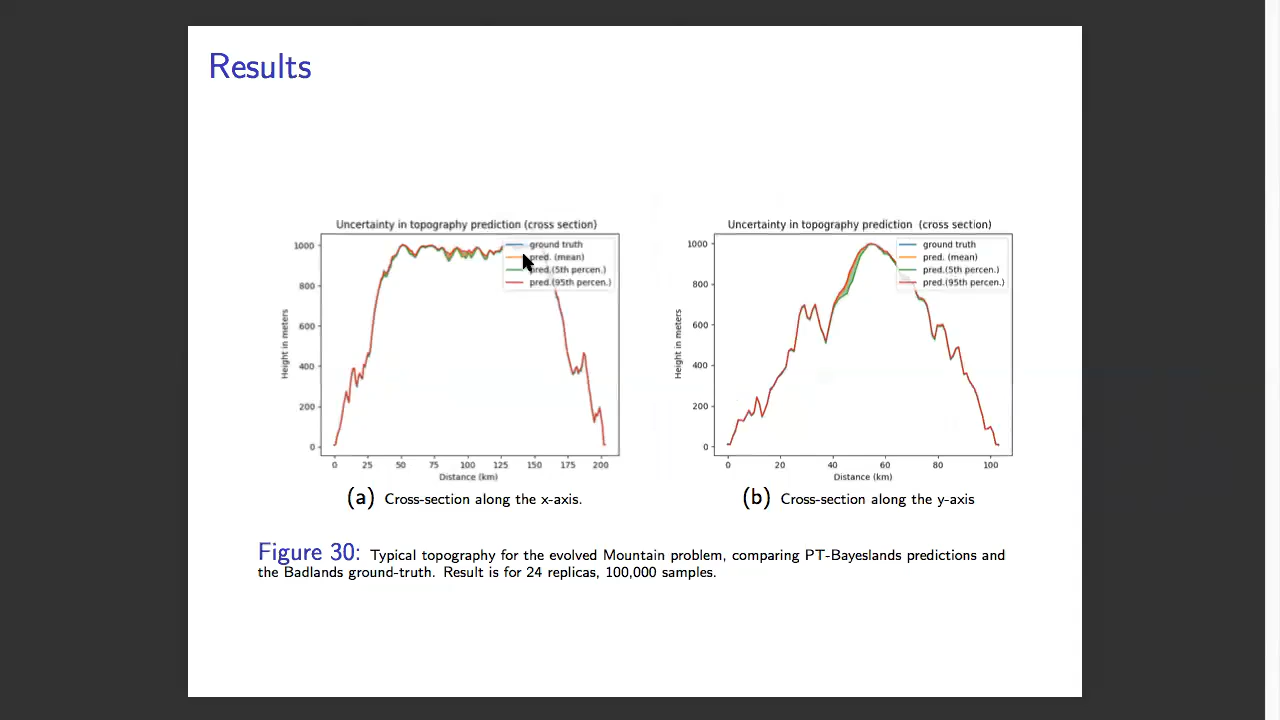 Results
Uncertainty in topography prediction (cross section)
1000
800
600
400
200
0
Height in meters
ground truth
pred. (mean)
pred.(5th percen.)
pred.(95th percen.)
0 25 50 75 100 125 150 175 200
Distance (km)
(a) Cross-section along the x-axis.
Uncertainty in topography prediction (cross section)
1000
800
600
400
200
0
Height in meters
ground truth
pred. (mean)
pred.(5th percen.)
pred.(95th percen.)
0 20 40 60 80 100
Distance (km)
(b) Cross-section along the y-axis
Figure 30: Typical topography for the evolved Mountain problem, comparing PT-Bayeslands predictions and
the Badlands ground-truth. Result is for 24 replicas, 100,000 samples.